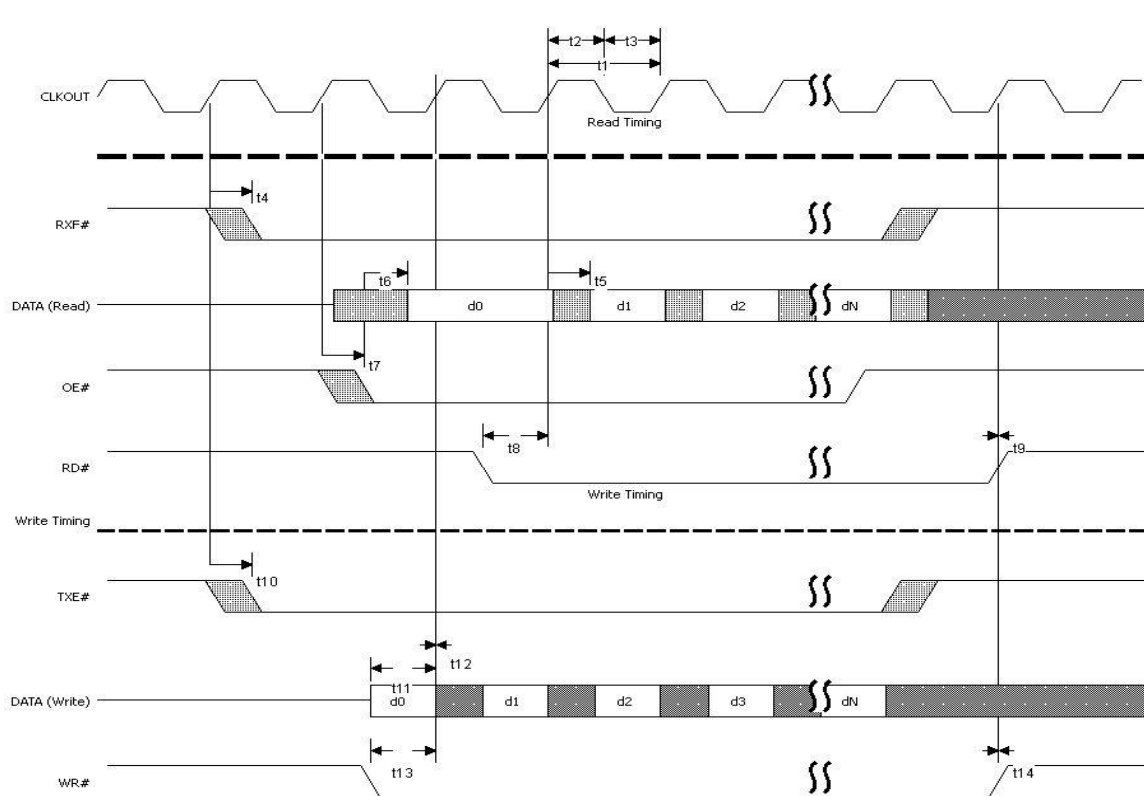 t2 t3
t1
CLKOUT
Read Timing
t4
RXF#
t6 t5
DATA (Read) d0 d1 d2 dN
t7
OE#
t8 t9
RD#
Write Timing
Write Timing
t10
TXE#
t12
t11
DATA (Write) d0 d1 d2 d3 dN
t13 t14
WR#